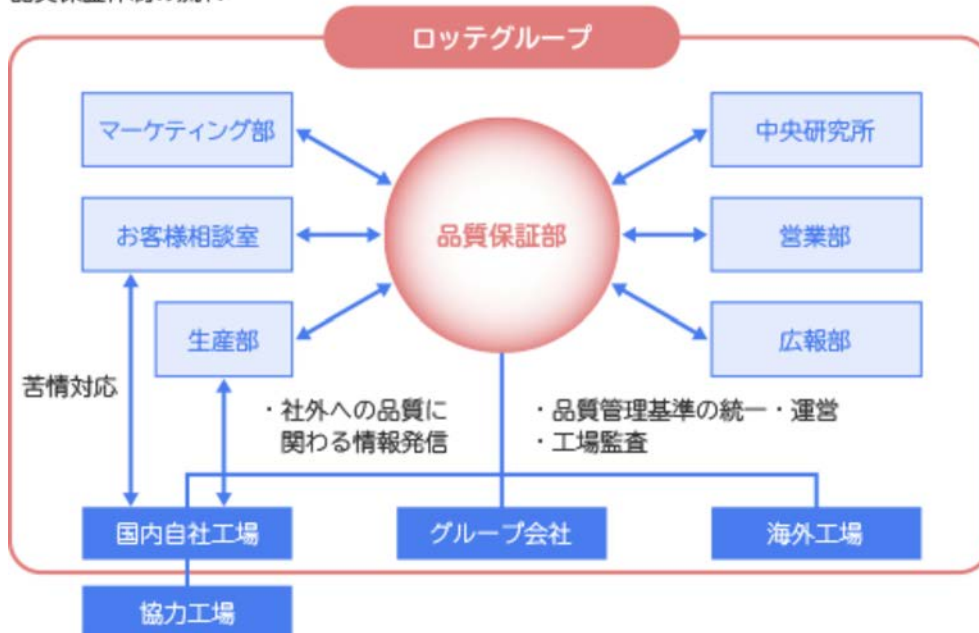 ロッテグループ
マーケティング部
中央研究所
お客様相談室
品質保証部
営業部
生産部
広報部
苦情対応
・社外への品質に
関わる情報発信
・品質管理基準の統一・運営
・工場監査
国内自社工場
グループ会社
海外工場
協力工場